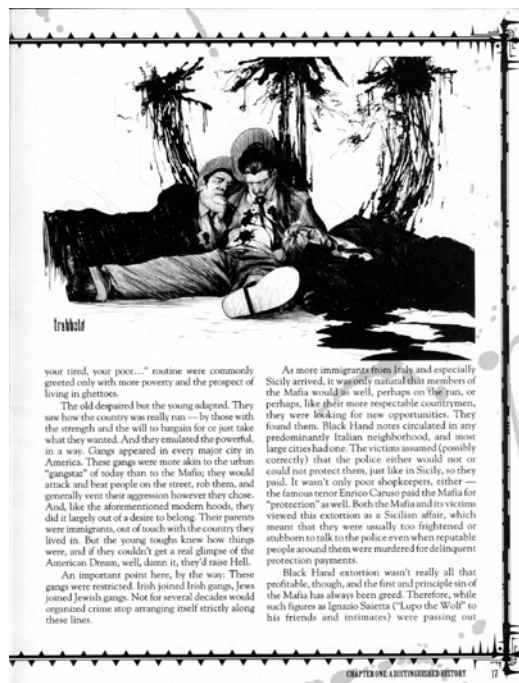 trabbold
your tired, your poor…" routine were commonly
greeted only with more poverty and the prospect of
living in ghettoes.
The old despaired but the young adapted. They
saw how the country was really run — by those with
the strength and the will to bargain for or just take
what they wanted. And they emulated the powerful,
in a way. Gangs appeared in every major city in
America. These gangs were more akin to the urban
"gangstaz" of today than to the Mafia; they would
attack and beat people on the street, rob them, and
generally vent their aggression however they chose.
And, like the aforementioned modern hoods, they
did it largely out of a desire to belong. Their parents
were immigrants, out of touch with the country they
lived in. But the young toughs knew how things
were, and if they couldn't get a real glimpse of the
American Dream, well, damn it, they'd raise Hell.
An important point here, by the way: These
gangs were restricted. Irish joined Irish gangs, Jews
joined Jewish gangs. Not for several decades would
organized crime stop arranging itself strictly along
these lines.
As more immigrants from Italy and especially
Sicily arrived, it was only natural that members of
the Mafia would as well, perhaps on the run, or
perhaps, like their more respectable countrymen,
they were looking for new opportunities. They
found them. Black Hand notes circulated in any
predominantly Italian neighborhood, and most
large cities had one. The victims assumed (possibly
correctly) that the police either would not or
could not protect them, just like in Sicily, so they
paid. It wasn't only poor shopkeepers, either —
the famous tenor Enrico Caruso paid the Mafia for
"protection" as well. Both the Mafia and its victims
viewed this extortion as a Sicilian affair, which
meant that they were usually too frightened or
stubborn to talk to the police even when reputable
people around them were murdered for delinquent
protection payments.
Black Hand extortion wasn't really all that
profitable, though, and the first and principle sin of
the Mafia has always been greed. Therefore, while
such figures as Ignazio Saietta ("Lupo the Wolf" to
his friends and intimates) were passing out
CHAPTER ONE: A DISTINGUISHED HISTORY 17